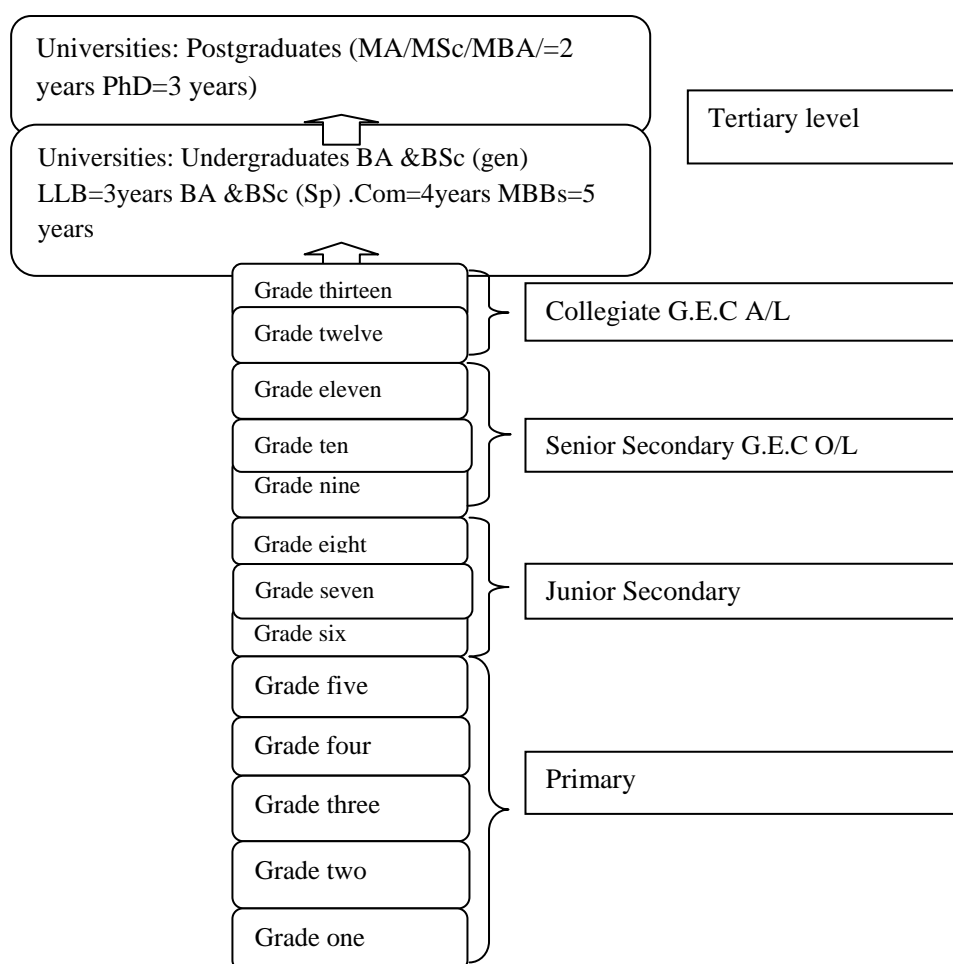 Universities: Postgraduates (MA/MSc/MBA/=2
years PhD=3 years)
Tertiary level
Universities: Undergraduates BA &BSc (gen)
LLB=3years BA &BSc (Sp) .Com=4years MBBs=5
years
Grade thirteen
Collegiate G.E.C A/L
Grade twelve
Grade eleven
Grade ten
Senior Secondary G.E.C O/L
Grade nine
Grade eight
Grade seven
Junior Secondary
Grade six
Grade five
Grade four
Primary
Grade three
Grade two
Grade one